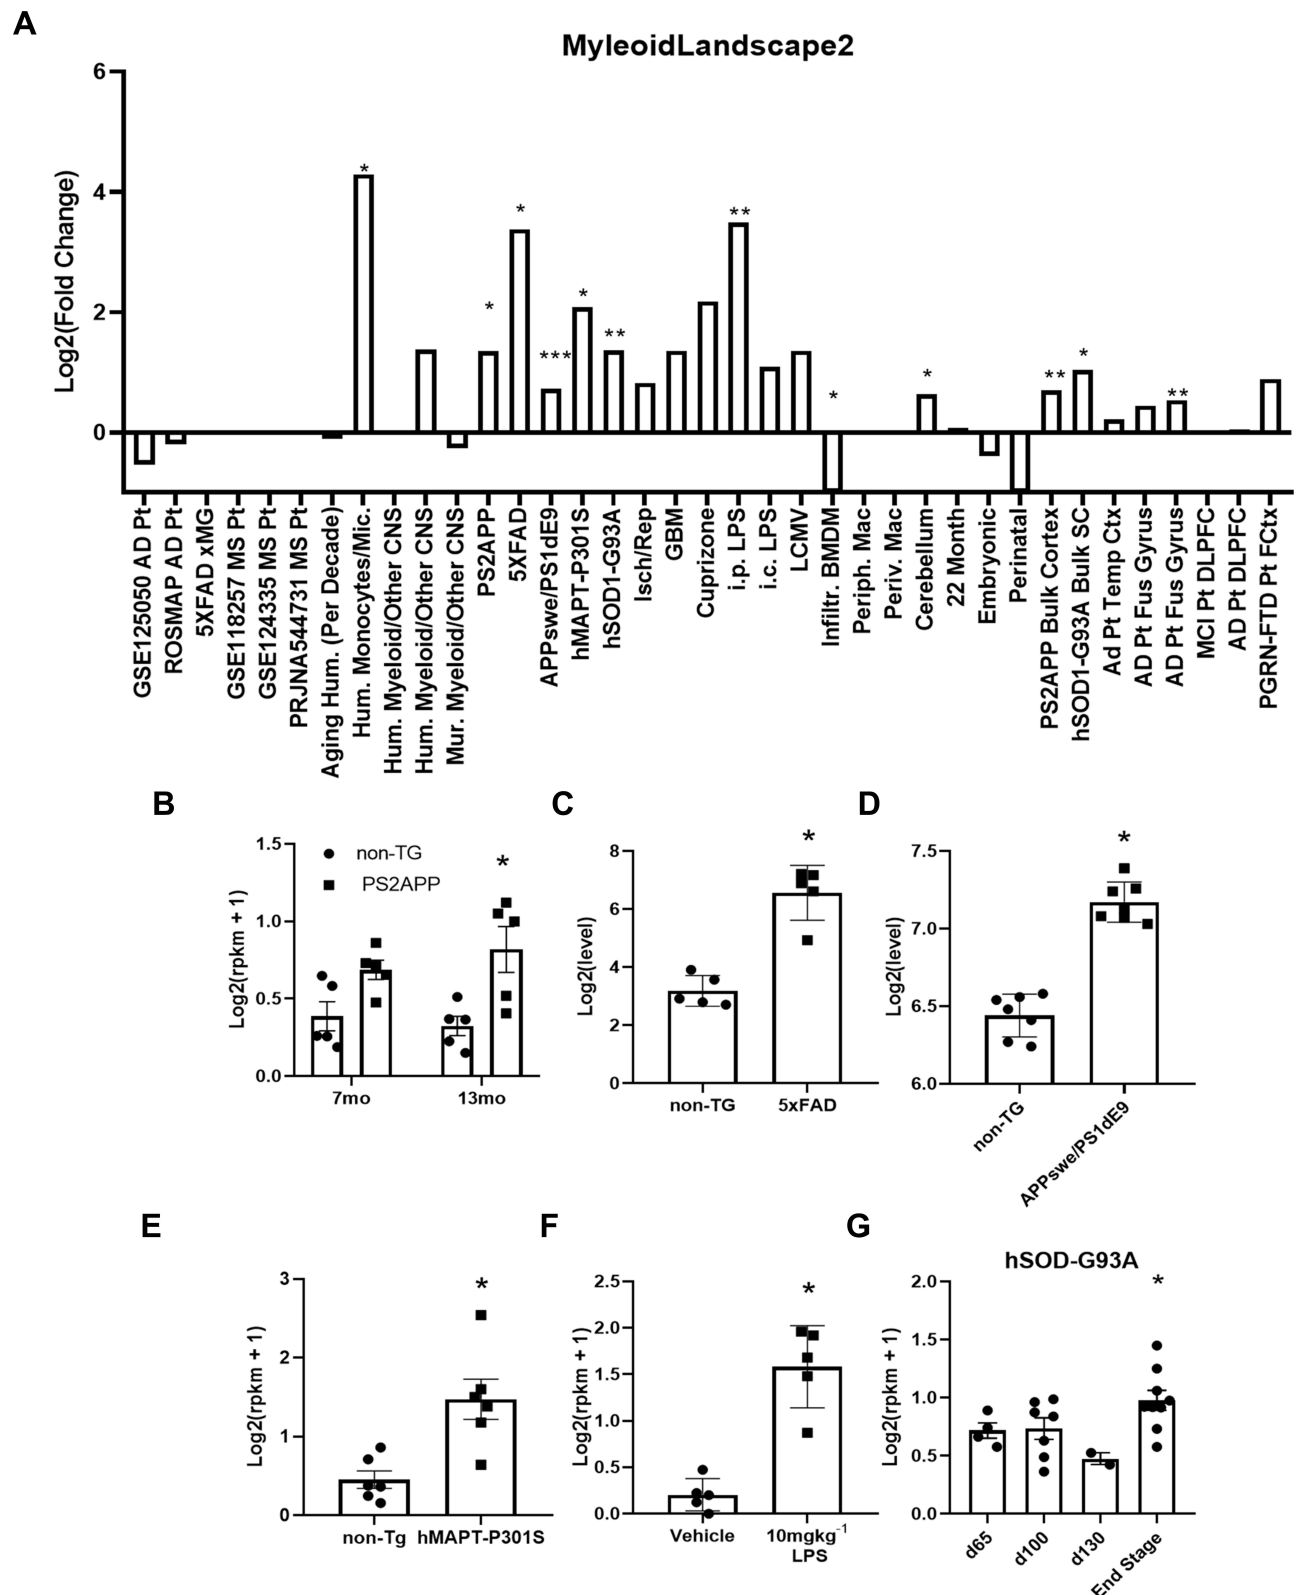 A
MyleoidLandscape2
Log2(Fold Change)
6
4
2
0
*
*
*
***
*
**
**
*
*
**
*
**
GSE125050 AD Pt
ROSMAP AD Pt
5XFAD xMG
GSE118257 MS Pt
GSE124335 MS Pt
PRJNA544731 MS Pt
Aging Hum. (Per Decade)
Hum. Monocytes/Mic.
Hum. Myeloid/Other CNS
Hum. Myeloid/Other CNS
Mur. Myeloid/Other CNS
PS2APP
5XFAD
APPswe/PS1dE9
hMAPT-P301S
hSOD1-G93A
Isch/Rep
GBM
Cuprizone
i.p. LPS
i.c. LPS
LCMV
Infiltr. BMDM
Periph. Mac
Periv. Mac
Cerebellum
22 Month
Embryonic
Perinatal
PS2APP Bulk Cortex
hSOD1-G93A Bulk SC
Ad Pt Temp Ctx
AD Pt Fus Gyrus
AD Pt Fus Gyrus
MCI Pt DLPFC
AD Pt DLPFC
PGRN-FTD Pt FCtx
B
Log2(rpkm + 1)
1.5
1.0
0.5
0.0
non-TG
PS2APP
*
7mo
13mo
C
Log2(level)
8
6
4
2
0
*
non-TG
5xFAD
D
Log2(level)
7.5
7.0
6.5
6.0
*
non-TG
APPswe/PS1dE9
E
Log2(rpkm + 1)
3
2
1
0
*
non-Tg
hMAPT-P301S
F
Log2(rpkm + 1)
2.5
2.0
1.5
1.0
0.5
0.0
*
Vehicle
10mgkg⁻¹
LPS
G
hSOD-G93A
Log2(rpkm + 1)
2.0
1.5
1.0
0.5
0.0
*
d65
d100
d130
End Stage